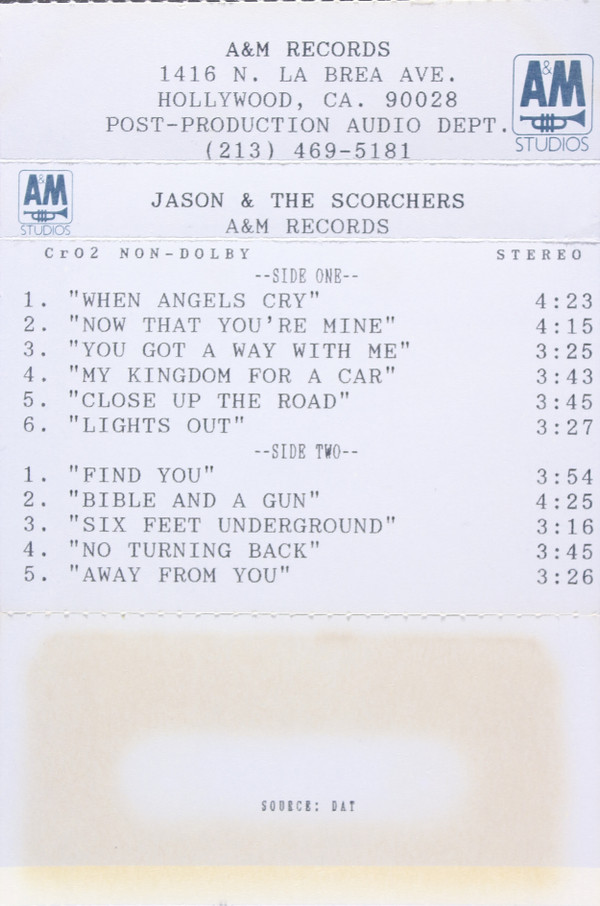 A&M RECORDS
1416 N. LA BREA AVE.
HOLLYWOOD, CA. 90028
POST-PRODUCTION AUDIO DEPT.
(213) 469-5181
A&M
STUDIOS
A&M
STUDIOS
JASON & THE SCORCHERS
A&M RECORDS
CrO2 NON-DOLBY STEREO
--SIDE ONE--
1. "WHEN ANGELS CRY" 4:23
2. "NOW THAT YOU'RE MINE" 4:15
3. "YOU GOT A WAY WITH ME" 3:25
4. "MY KINGDOM FOR A CAR" 3:43
5. "CLOSE UP THE ROAD" 3:45
6. "LIGHTS OUT" 3:27
--SIDE TWO--
1. "FIND YOU" 3:54
2. "BIBLE AND A GUN" 4:25
3. "SIX FEET UNDERGROUND" 3:16
4. "NO TURNING BACK" 3:45
5. "AWAY FROM YOU" 3:26
SOURCE: DAT